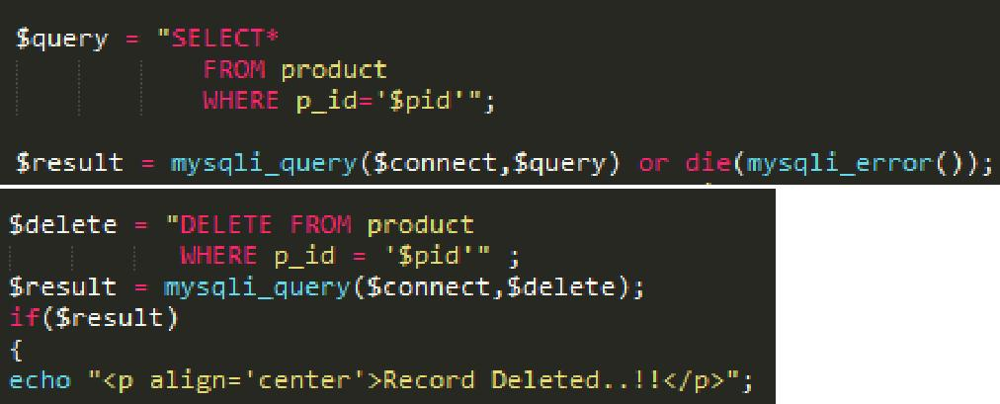 $query = "SELECT*
FROM product
WHERE p_id='$pid'";
$result = mysqli_query($connect,$query) or die(mysqli_error());
$delete = "DELETE FROM product
WHERE p_id = '$pid'" ;
$result = mysqli_query($connect,$delete);
if($result)
{
echo "<p align='center'>Record Deleted..!!</p>";